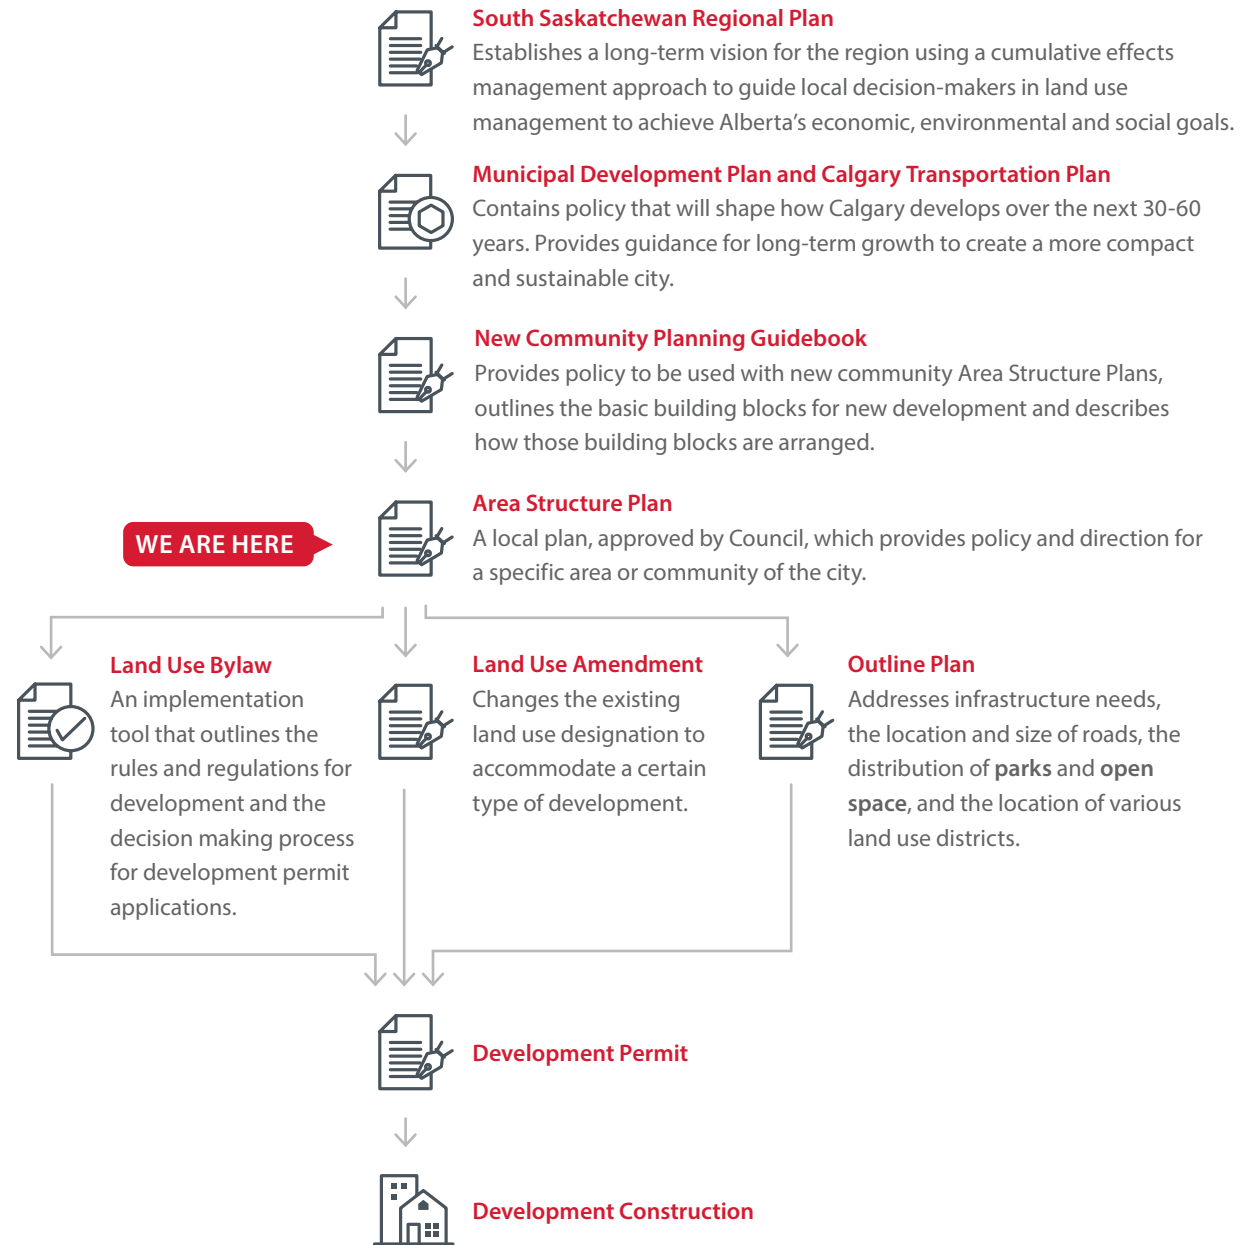 South Saskatchewan Regional Plan
Establishes a long-term vision for the region using a cumulative effects
management approach to guide local decision-makers in land use
management to achieve Alberta's economic, environmental and social goals.
Municipal Development Plan and Calgary Transportation Plan
Contains policy that will shape how Calgary develops over the next 30-60
years. Provides guidance for long-term growth to create a more compact
and sustainable city.
New Community Planning Guidebook
Provides policy to be used with new community Area Structure Plans,
outlines the basic building blocks for new development and describes
how those building blocks are arranged.
WE ARE HERE
Area Structure Plan
A local plan, approved by Council, which provides policy and direction for
a specific area or community of the city.
Land Use Bylaw
An implementation
tool that outlines the
rules and regulations for
development and the
decision making process
for development permit
applications.
Land Use Amendment
Changes the existing
land use designation to
accommodate a certain
type of development.
Outline Plan
Addresses infrastructure needs,
the location and size of roads, the
distribution of parks and open
space, and the location of various
land use districts.
Development Permit
Development Construction